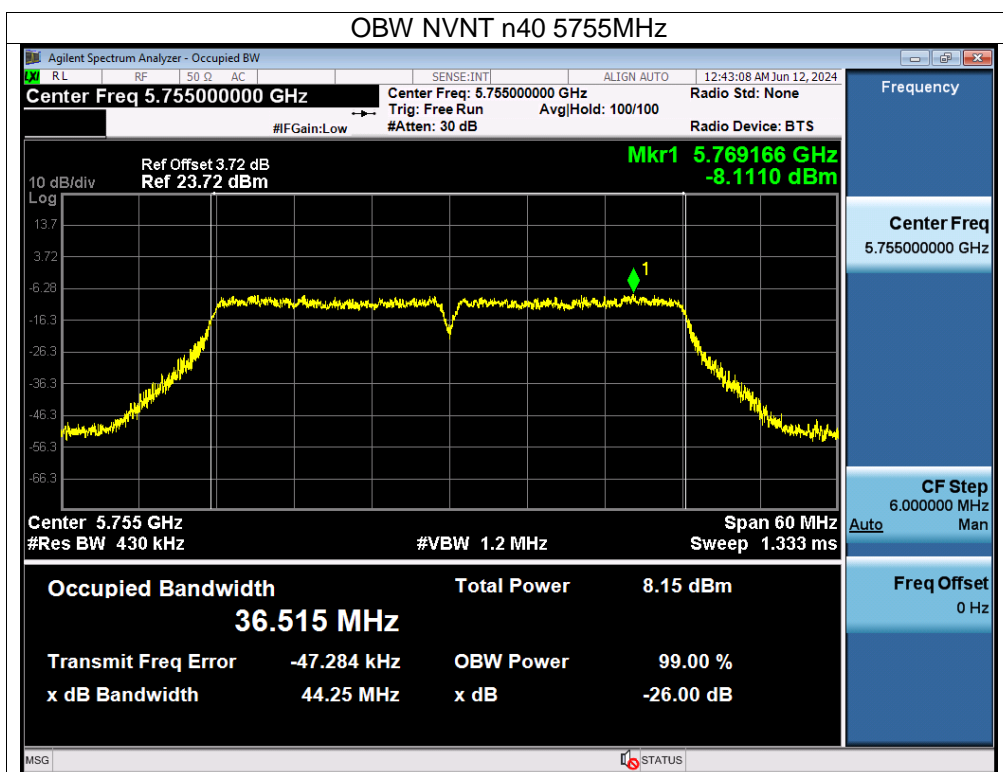 OBW NVNT n40 5755MHz
Agilent Spectrum Analyzer - Occupied BW
LXI RL RF 50 Ω AC SENSE:INT ALIGN AUTO 12:43:08 AM Jun 12, 2024
Center Freq 5.755000000 GHz Center Freq: 5.755000000 GHz Radio Std: None
Trig: Free Run Avg|Hold: 100/100
#IFGain:Low #Atten: 30 dB Radio Device: BTS
Frequency
Mkr1 5.769166 GHz
-8.1110 dBm
Ref Offset 3.72 dB
10 dB/div Ref 23.72 dBm
Log
13.7
3.72
-6.28
-16.3
-26.3
-36.3
-46.3
-56.3
-66.3
1
Center Freq
5.755000000 GHz
CF Step
6.000000 MHz
Auto Man
Freq Offset
0 Hz
Center 5.755 GHz Span 60 MHz
#Res BW 430 kHz #VBW 1.2 MHz Sweep 1.333 ms
Occupied Bandwidth Total Power 8.15 dBm
36.515 MHz
Transmit Freq Error -47.284 kHz OBW Power 99.00 %
x dB Bandwidth 44.25 MHz x dB -26.00 dB
MSG STATUS